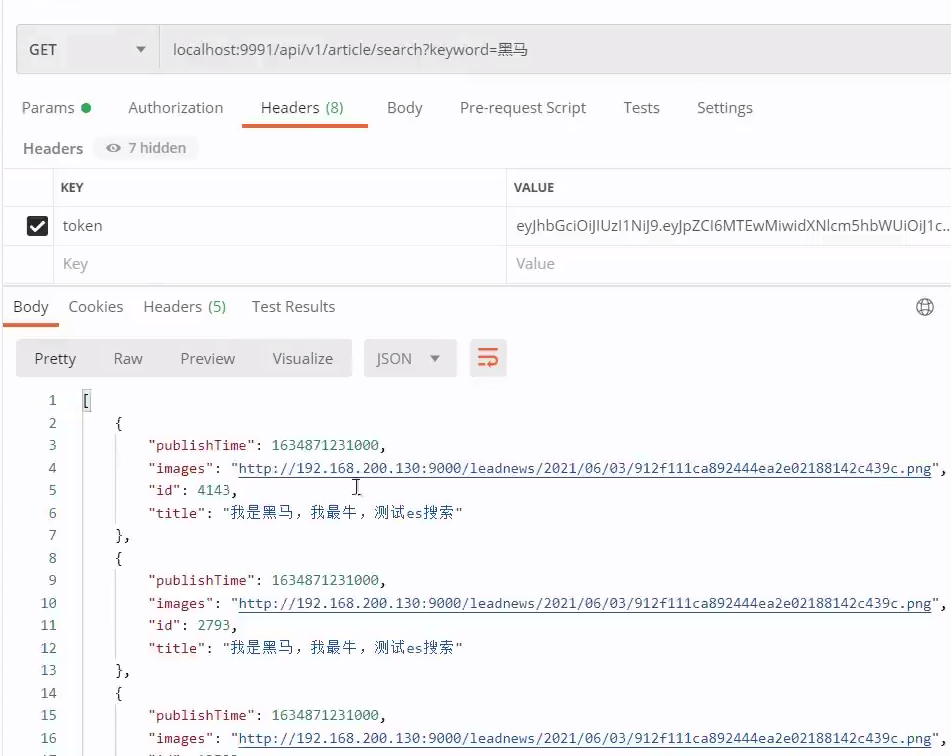 GET localhost:9991/api/v1/article/search?keyword=黑马
Params Authorization Headers (8) Body Pre-request Script Tests Settings
Headers 7 hidden
KEY VALUE
token eyJhbGciOiJIUzI1NiJ9.eyJpZCI6MTEwMiwidXNlcm5hbWUiOiJ1c...
Key Value
Body Cookies Headers (5) Test Results
Pretty Raw Preview Visualize JSON
1 [
2 {
3 "publishTime": 1634871231000,
4 "images": "http://192.168.200.130:9000/leadnews/2021/06/03/912f111ca892444ea2e02188142c439c.png",
5 "id": 4143,
6 "title": "我是黑马，我最牛，测试es搜索"
7 },
8 {
9 "publishTime": 1634871231000,
10 "images": "http://192.168.200.130:9000/leadnews/2021/06/03/912f111ca892444ea2e02188142c439c.png",
11 "id": 2793,
12 "title": "我是黑马，我最牛，测试es搜索"
13 },
14 {
15 "publishTime": 1634871231000,
16 "images": "http://192.168.200.130:9000/leadnews/2021/06/03/912f111ca892444ea2e02188142c439c.png",